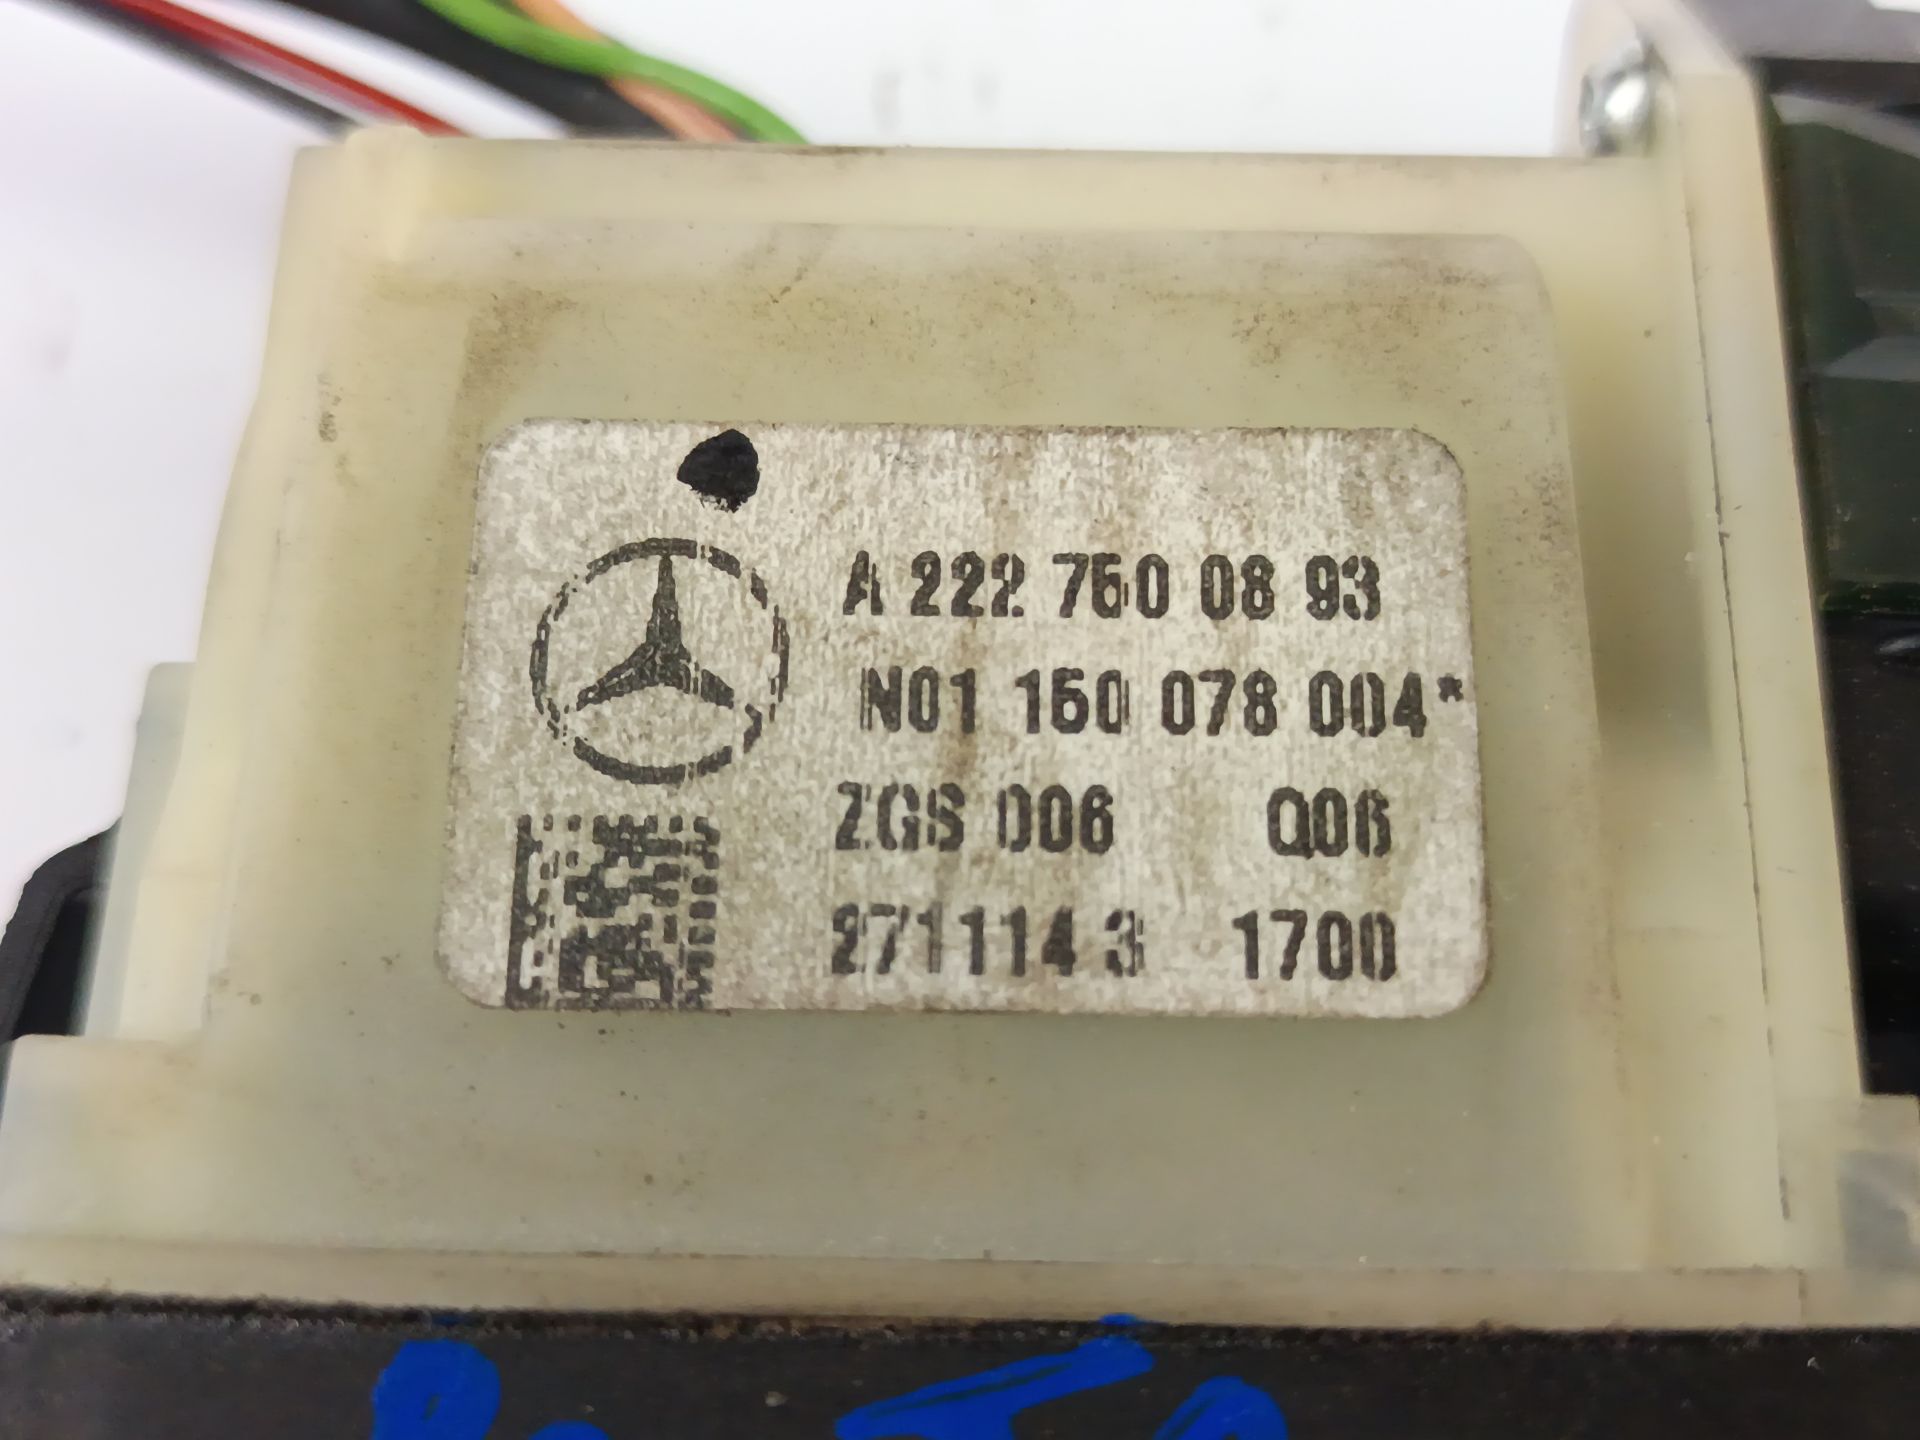 A 222 760 08 93
N01 160 078 004*
ZGS 006 Q06
271114 3 1700